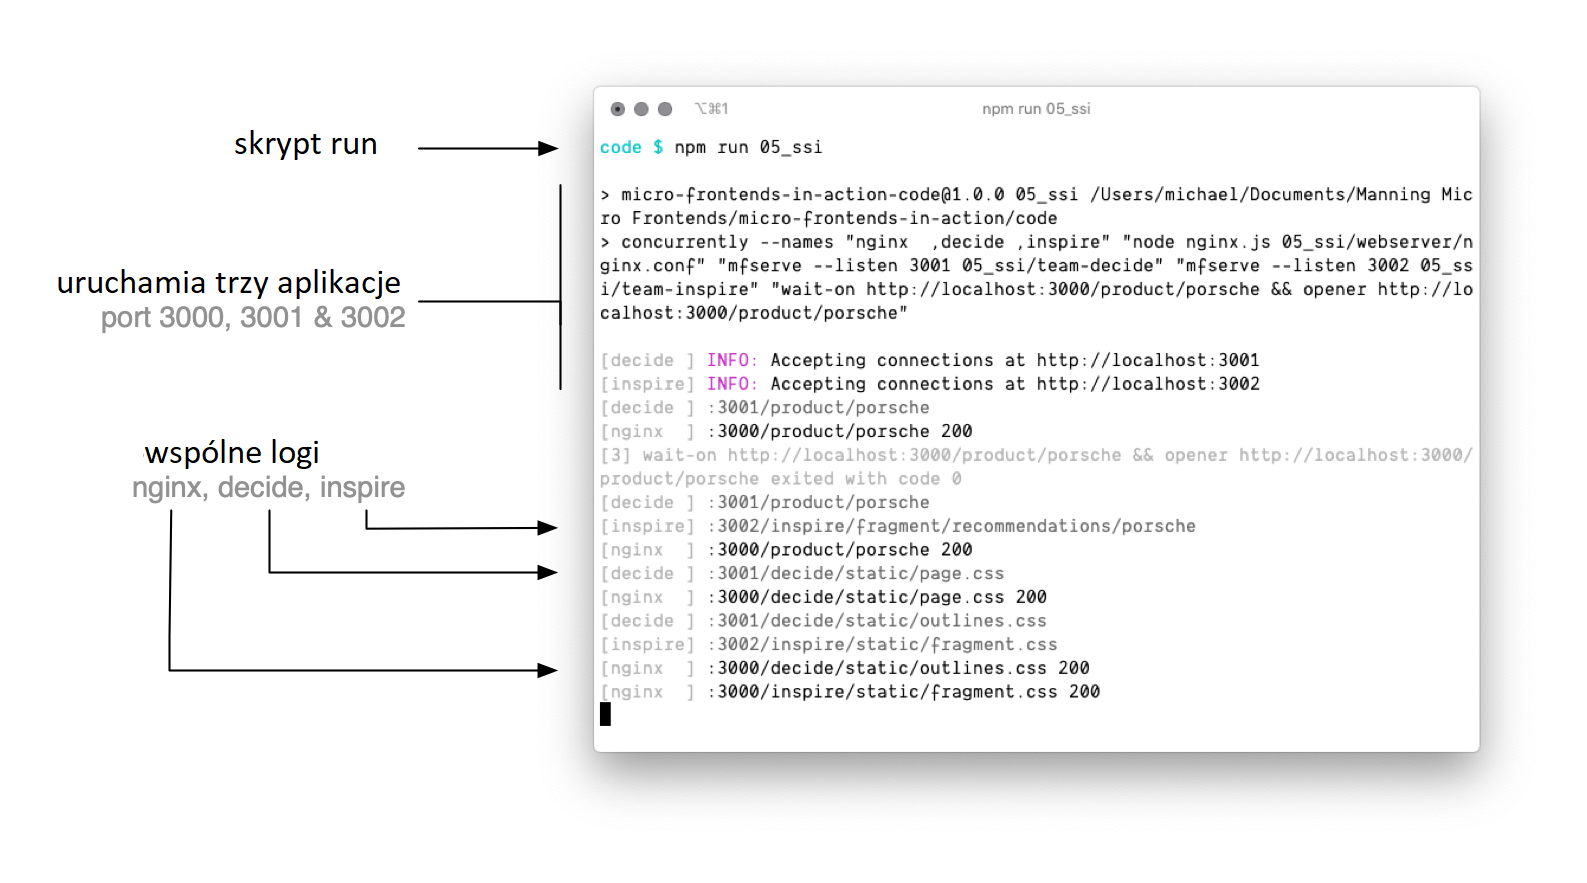 ⌥⌘1 npm run 05_ssi
skrypt run
code $ npm run 05_ssi
> micro-frontends-in-action-code@1.0.0 05_ssi /Users/michael/Documents/Manning Mic
ro Frontends/micro-frontends-in-action/code
> concurrently --names "nginx  ,decide ,inspire" "node nginx.js 05_ssi/webserver/n
ginx.conf" "mfserve --listen 3001 05_ssi/team-decide" "mfserve --listen 3002 05_ss
i/team-inspire" "wait-on http://localhost:3000/product/porsche && opener http://lo
calhost:3000/product/porsche"
uruchamia trzy aplikacje
port 3000, 3001 & 3002
[decide ] INFO: Accepting connections at http://localhost:3001
[inspire] INFO: Accepting connections at http://localhost:3002
[decide ] :3001/product/porsche
[nginx  ] :3000/product/porsche 200
[3] wait-on http://localhost:3000/product/porsche && opener http://localhost:3000/
product/porsche exited with code 0
wspólne logi
nginx, decide, inspire
[decide ] :3001/product/porsche
[inspire] :3002/inspire/fragment/recommendations/porsche
[nginx  ] :3000/product/porsche 200
[decide ] :3001/decide/static/page.css
[nginx  ] :3000/decide/static/page.css 200
[decide ] :3001/decide/static/outlines.css
[inspire] :3002/inspire/static/fragment.css
[nginx  ] :3000/decide/static/outlines.css 200
[nginx  ] :3000/inspire/static/fragment.css 200